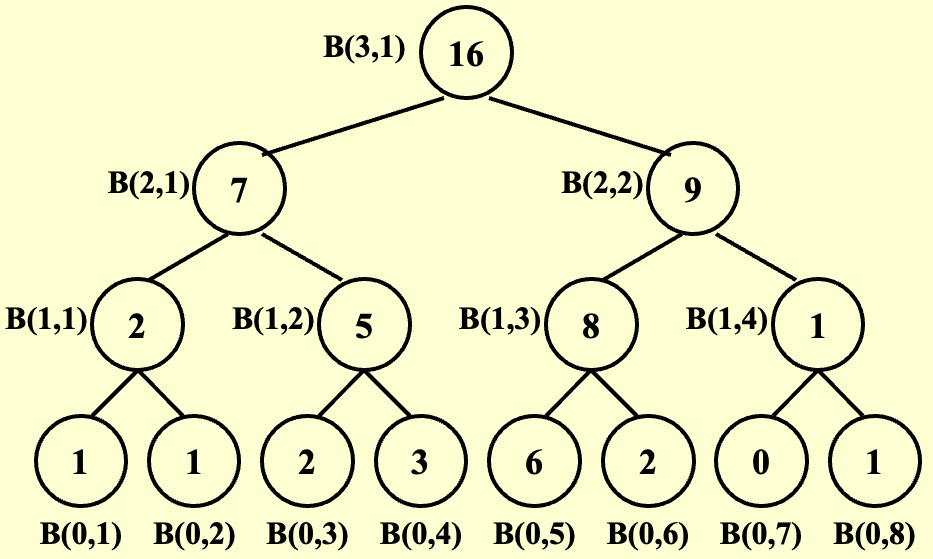 B(3,1) 16
B(2,1) 7 B(2,2) 9
B(1,1) 2 B(1,2) 5 B(1,3) 8 B(1,4) 1
1 1 2 3 6 2 0 1
B(0,1) B(0,2) B(0,3) B(0,4) B(0,5) B(0,6) B(0,7) B(0,8)